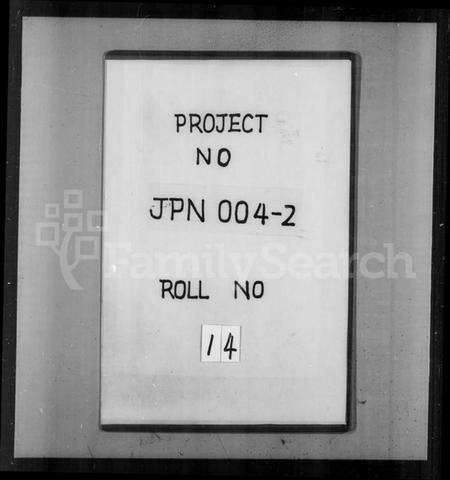 PROJECT
NO
JPN 004-2
FamilySearch
ROLL NO
14